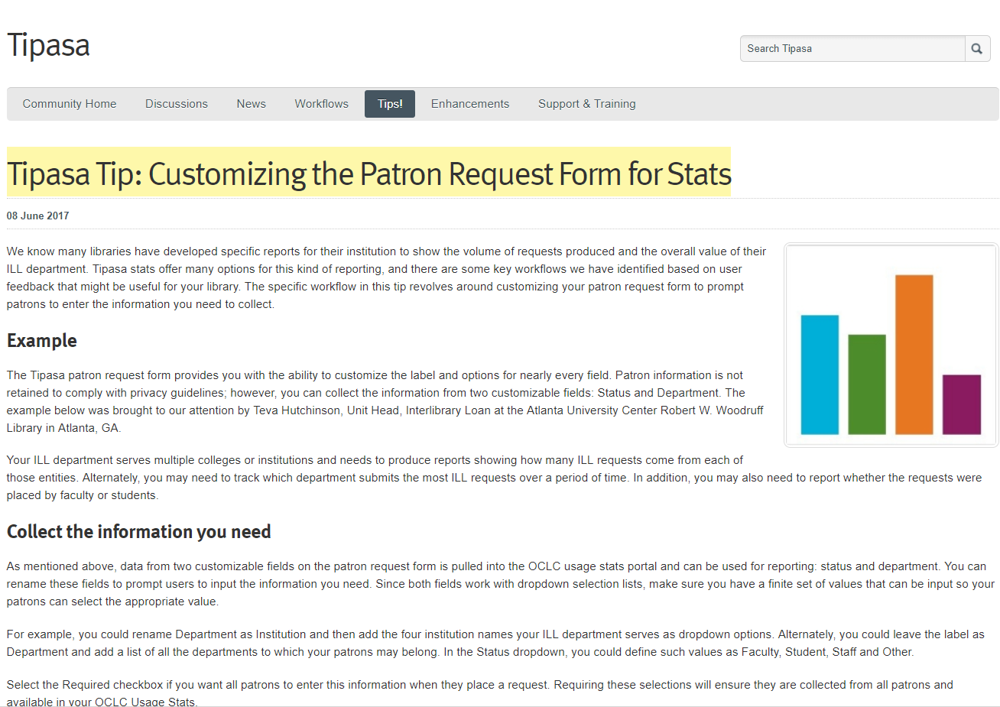 Tipasa
Search Tipasa
Community Home Discussions News Workflows Tips! Enhancements Support & Training
Tipasa Tip: Customizing the Patron Request Form for Stats
08 June 2017
We know many libraries have developed specific reports for their institution to show the volume of requests produced and the overall value of their
ILL department. Tipasa stats offer many options for this kind of reporting, and there are some key workflows we have identified based on user
feedback that might be useful for your library. The specific workflow in this tip revolves around customizing your patron request form to prompt
patrons to enter the information you need to collect.
Example
The Tipasa patron request form provides you with the ability to customize the label and options for nearly every field. Patron information is not
retained to comply with privacy guidelines; however, you can collect the information from two customizable fields: Status and Department. The
example below was brought to our attention by Teva Hutchinson, Unit Head, Interlibrary Loan at the Atlanta University Center Robert W. Woodruff
Library in Atlanta, GA.
Your ILL department serves multiple colleges or institutions and needs to produce reports showing how many ILL requests come from each of
those entities. Alternately, you may need to track which department submits the most ILL requests over a period of time. In addition, you may also need to report whether the requests were
placed by faculty or students.
Collect the information you need
As mentioned above, data from two customizable fields on the patron request form is pulled into the OCLC usage stats portal and can be used for reporting: status and department. You can
rename these fields to prompt users to input the information you need. Since both fields work with dropdown selection lists, make sure you have a finite set of values that can be input so your
patrons can select the appropriate value.
For example, you could rename Department as Institution and then add the four institution names your ILL department serves as dropdown options. Alternately, you could leave the label as
Department and add a list of all the departments to which your patrons may belong. In the Status dropdown, you could define such values as Faculty, Student, Staff and Other.
Select the Required checkbox if you want all patrons to enter this information when they place a request. Requiring these selections will ensure they are collected from all patrons and
available in your OCLC Usage Stats.